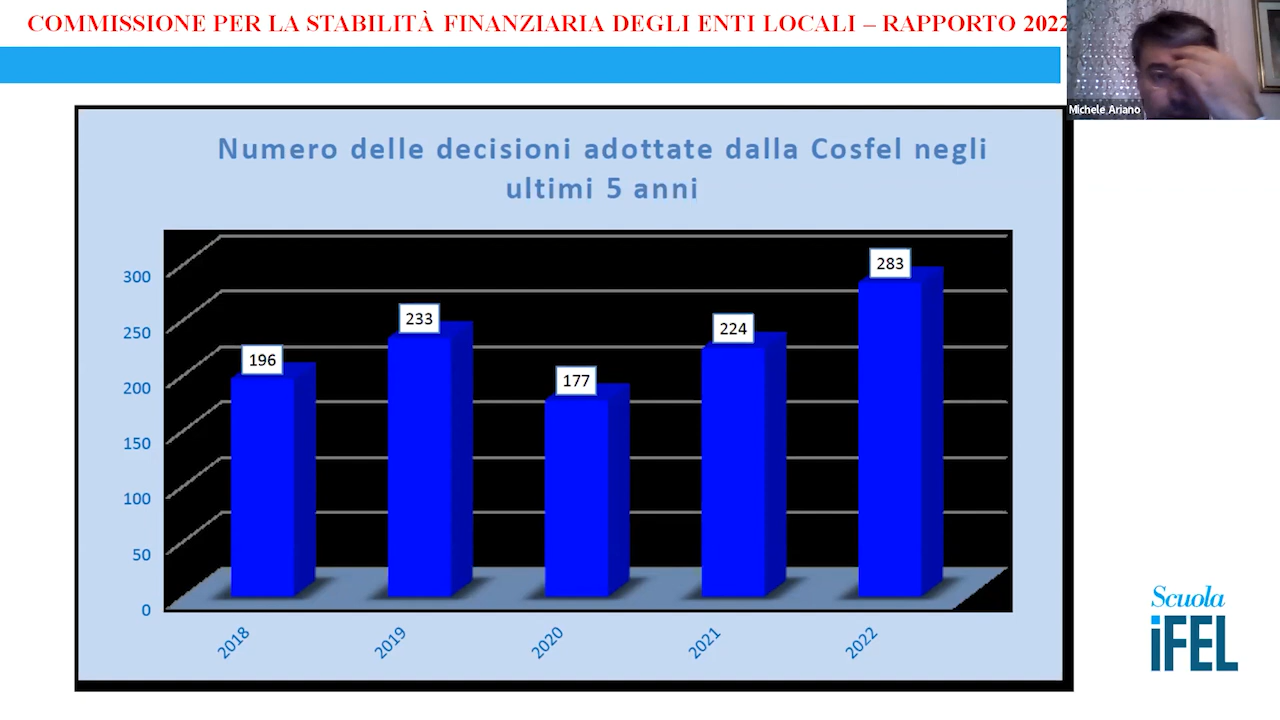 COMMISSIONE PER LA STABILITÀ FINANZIARIA DEGLI ENTI LOCALI – RAPPORTO 2022
Michele Ariano
Numero delle decisioni adottate dalla Cosfel negli
ultimi 5 anni
300
250
200
150
100
50
0
196
233
177
224
283
2018
2019
2020
2021
2022
Scuola
iFEL